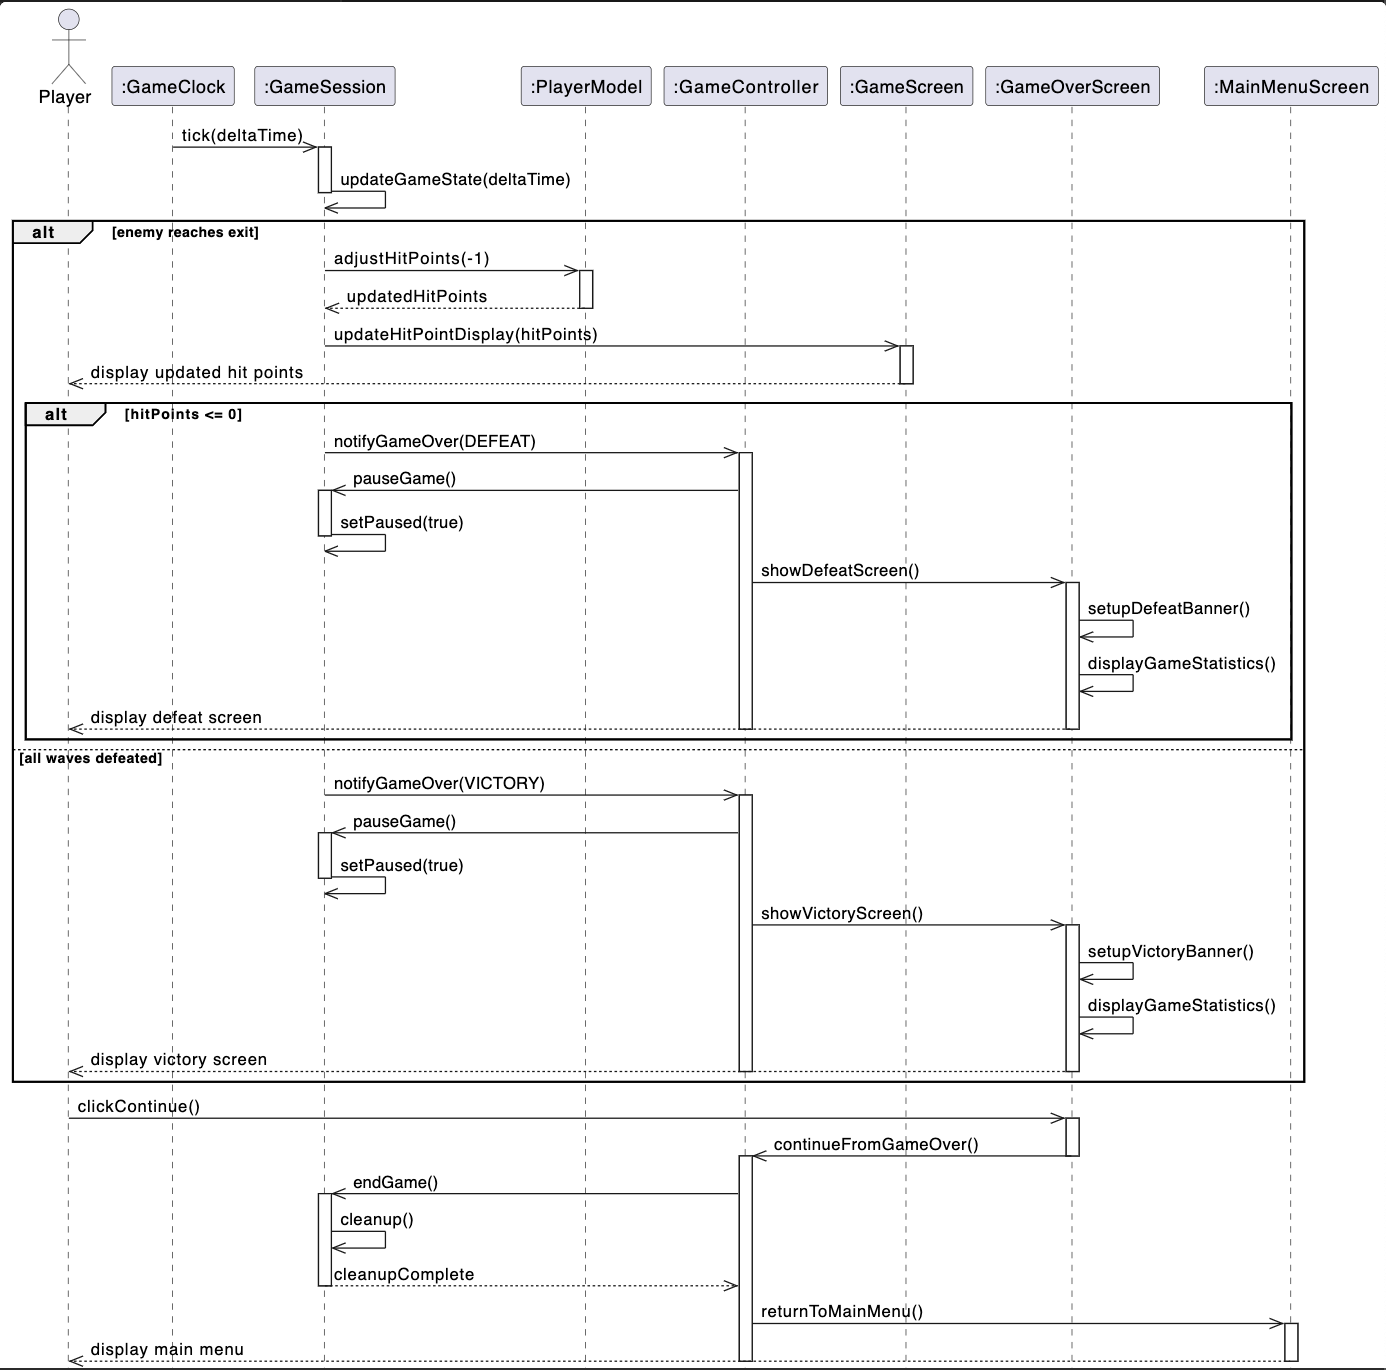 Player
:GameClock
:GameSession
:PlayerModel
:GameController
:GameScreen
:GameOverScreen
:MainMenuScreen
tick(deltaTime)
updateGameState(deltaTime)
alt
[enemy reaches exit]
adjustHitPoints(-1)
updatedHitPoints
updateHitPointDisplay(hitPoints)
display updated hit points
alt
[hitPoints <= 0]
notifyGameOver(DEFEAT)
pauseGame()
setPaused(true)
showDefeatScreen()
setupDefeatBanner()
displayGameStatistics()
display defeat screen
[all waves defeated]
notifyGameOver(VICTORY)
pauseGame()
setPaused(true)
showVictoryScreen()
setupVictoryBanner()
displayGameStatistics()
display victory screen
clickContinue()
continueFromGameOver()
endGame()
cleanup()
cleanupComplete
returnToMainMenu()
display main menu